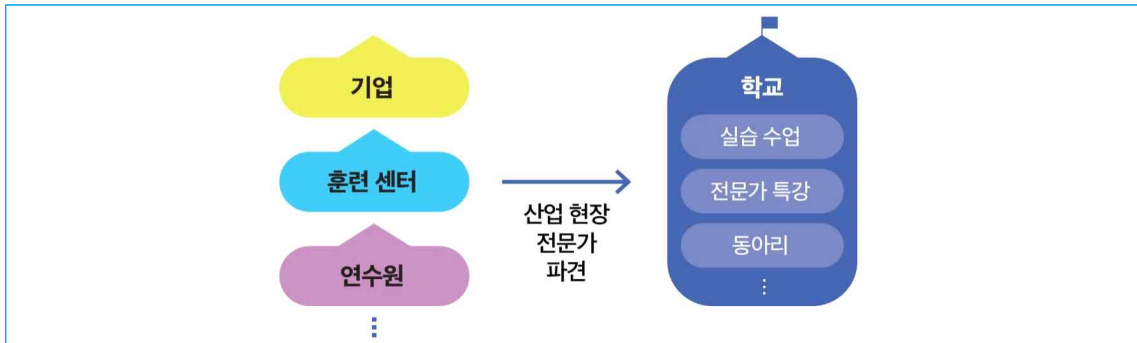 기업
훈련 센터
연수원
산업 현장
전문가
파견
학교
실습 수업
전문가 특강
동아리